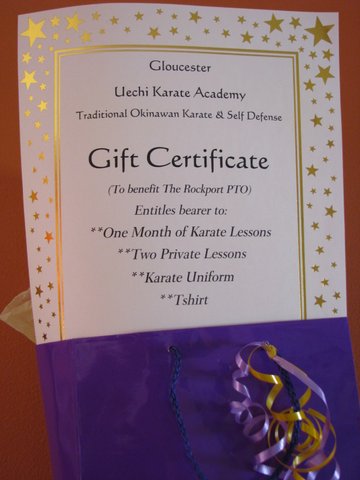 Gloucester
Uechi Karate Academy
Traditional Okinawan Karate & Self Defense
Gift Certificate
(To benefit The Rockport PTO)
Entitles bearer to:
**One Month of Karate Lessons
**Two Private Lessons
**Karate Uniform
**Tshirt